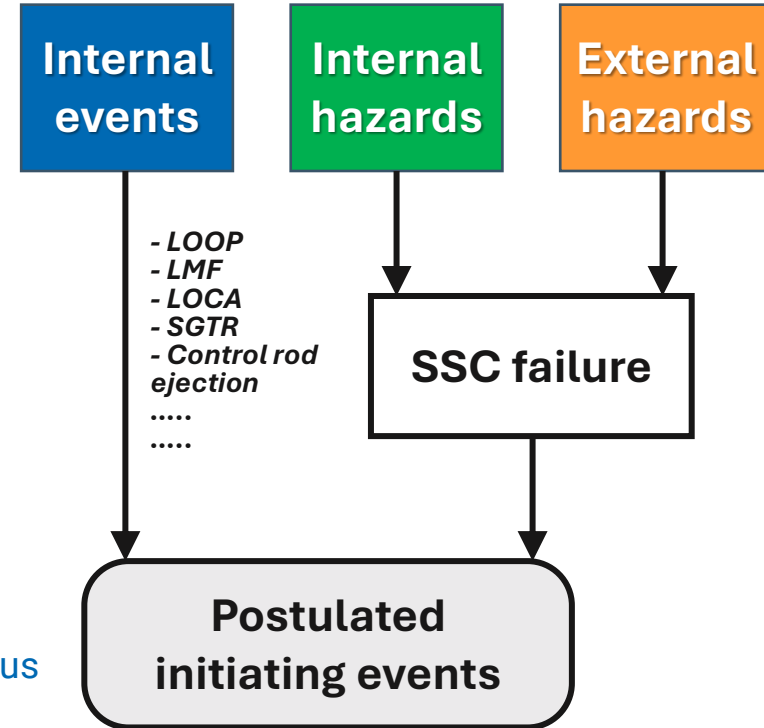 Internal
events
Internal
hazards
External
hazards
- LOOP
- LMF
- LOCA
- SGTR
- Control rod
ejection
.....
.....
SSC failure
Postulated
initiating events
us